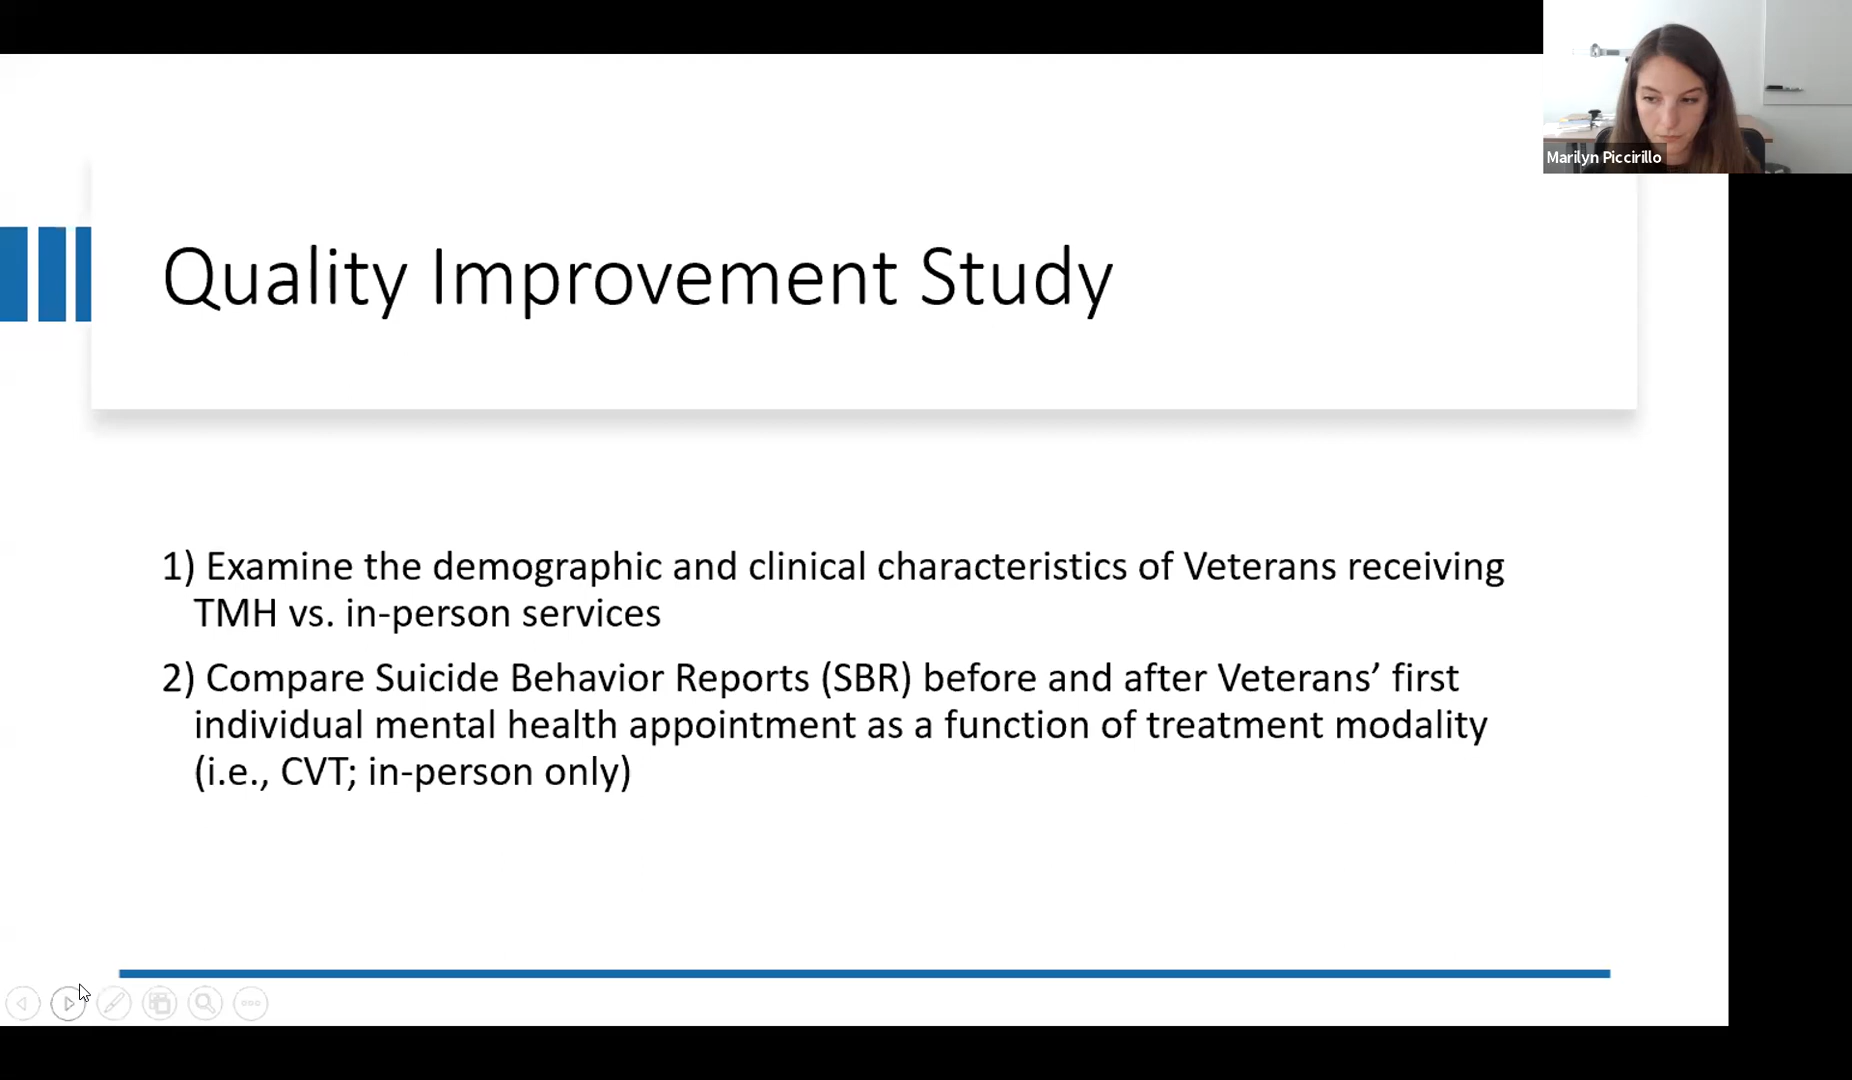 Marilyn Piccirillo
Quality Improvement Study
1) Examine the demographic and clinical characteristics of Veterans receiving
TMH vs. in-person services
2) Compare Suicide Behavior Reports (SBR) before and after Veterans’ first
individual mental health appointment as a function of treatment modality
(i.e., CVT; in-person only)